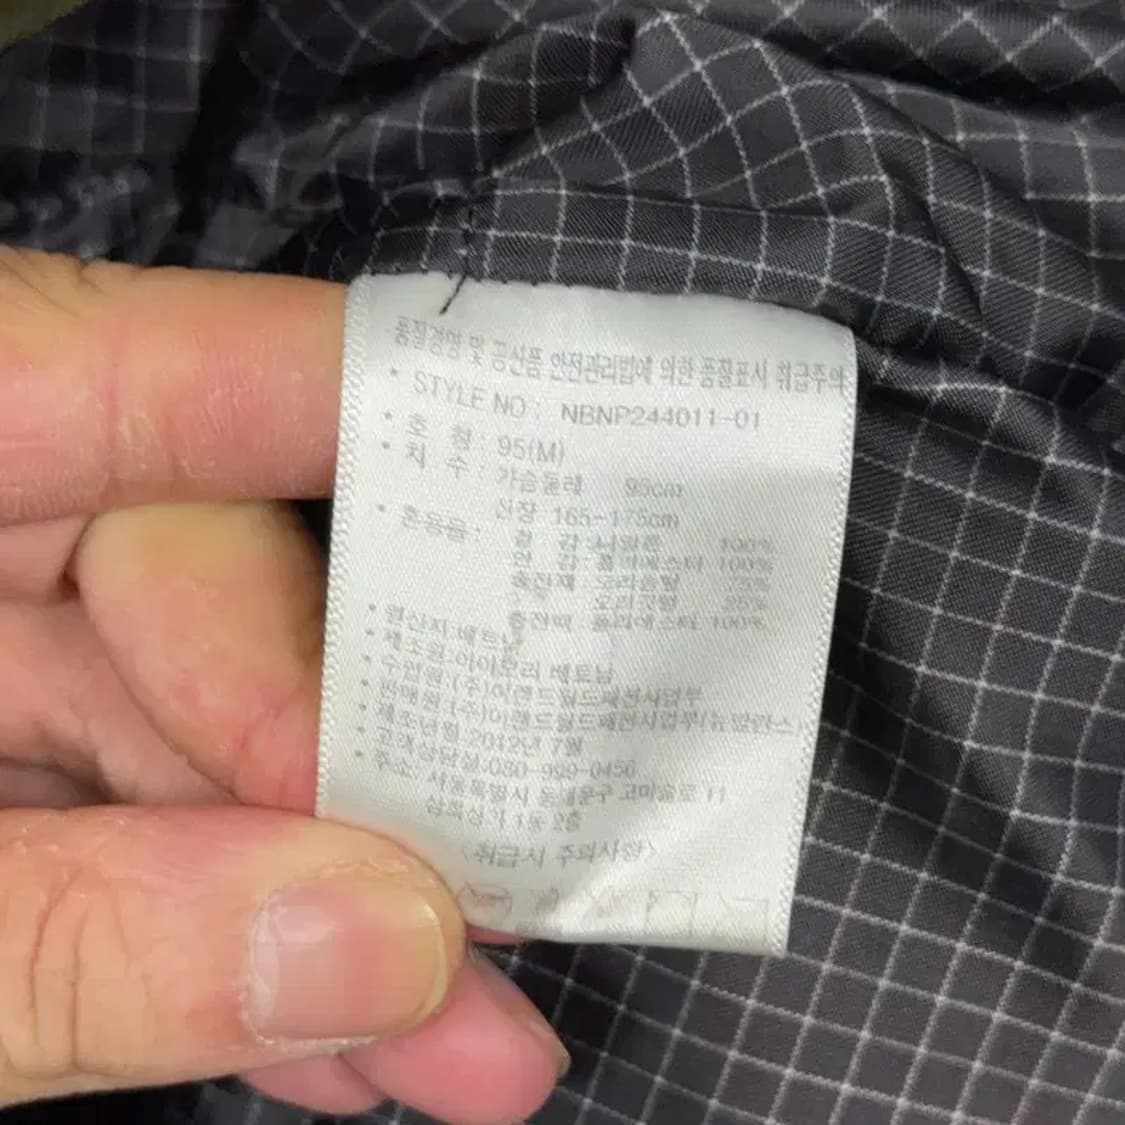 품질경영 및 공산품 안전관리법에 의한 품질표시 취급주의
* STYLE NO : NBNP244011-01
* 호 칭 : 95(M)
* 치 수 : 가슴둘레 95cm
신장 165-175cm
* 혼용율 : 겉 감:나일론 100%
안 감:폴리에스터 100%
충전재 오리솜털 75%
오리깃털 25%
충전재 : 폴리에스터 100%
* 원산지:베트남
* 제조원:아이우리 베트남
* 수입원:(주)이랜드월드패션사업부
* 판매원:(주)이랜드월드패션사업부(뉴발란스)
* 제조년월:2012년 7월
* 고객상담실:080-999-0456
* 주소: 서울특별시 동대문구 고미술로 11
삼희상가 1동 2층
<취급시 주의사항>